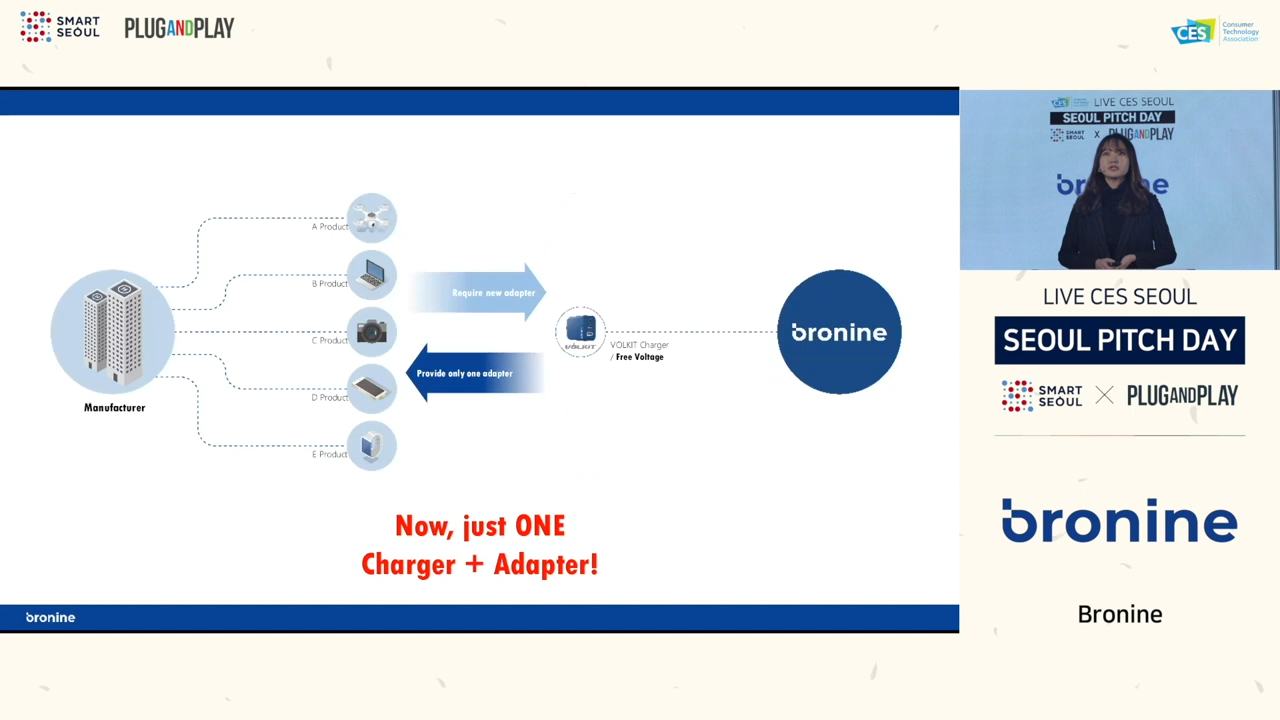 SMART
SEOUL
PLUGANDPLAY
CES
Consumer
Technology
Association
A Product
B Product
C Product
D Product
E Product
Manufacturer
Require new adapter
Provide only one adapter
VOLKIT
VOLKIT Charger
/ Free Voltage
bronine
Now, just ONE
Charger + Adapter!
bronine
CES
LIVE CES SEOUL
SEOUL PITCH DAY
SMART
SEOUL
X
PLUGANDPLAY
LIVE CES SEOUL
SEOUL PITCH DAY
SMART
SEOUL
PLUGANDPLAY
bronine
Bronine